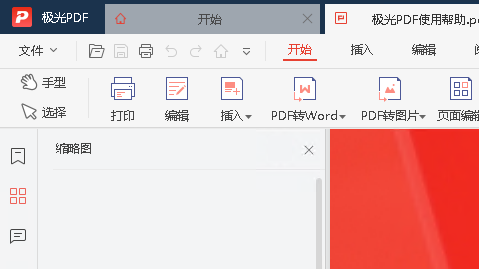 极光PDF
开始
极光PDF使用帮助.p
文件
开始
插入
编辑
手型
选择
打印
编辑
插入
PDF转Word
PDF转图片
页面编辑
缩略图